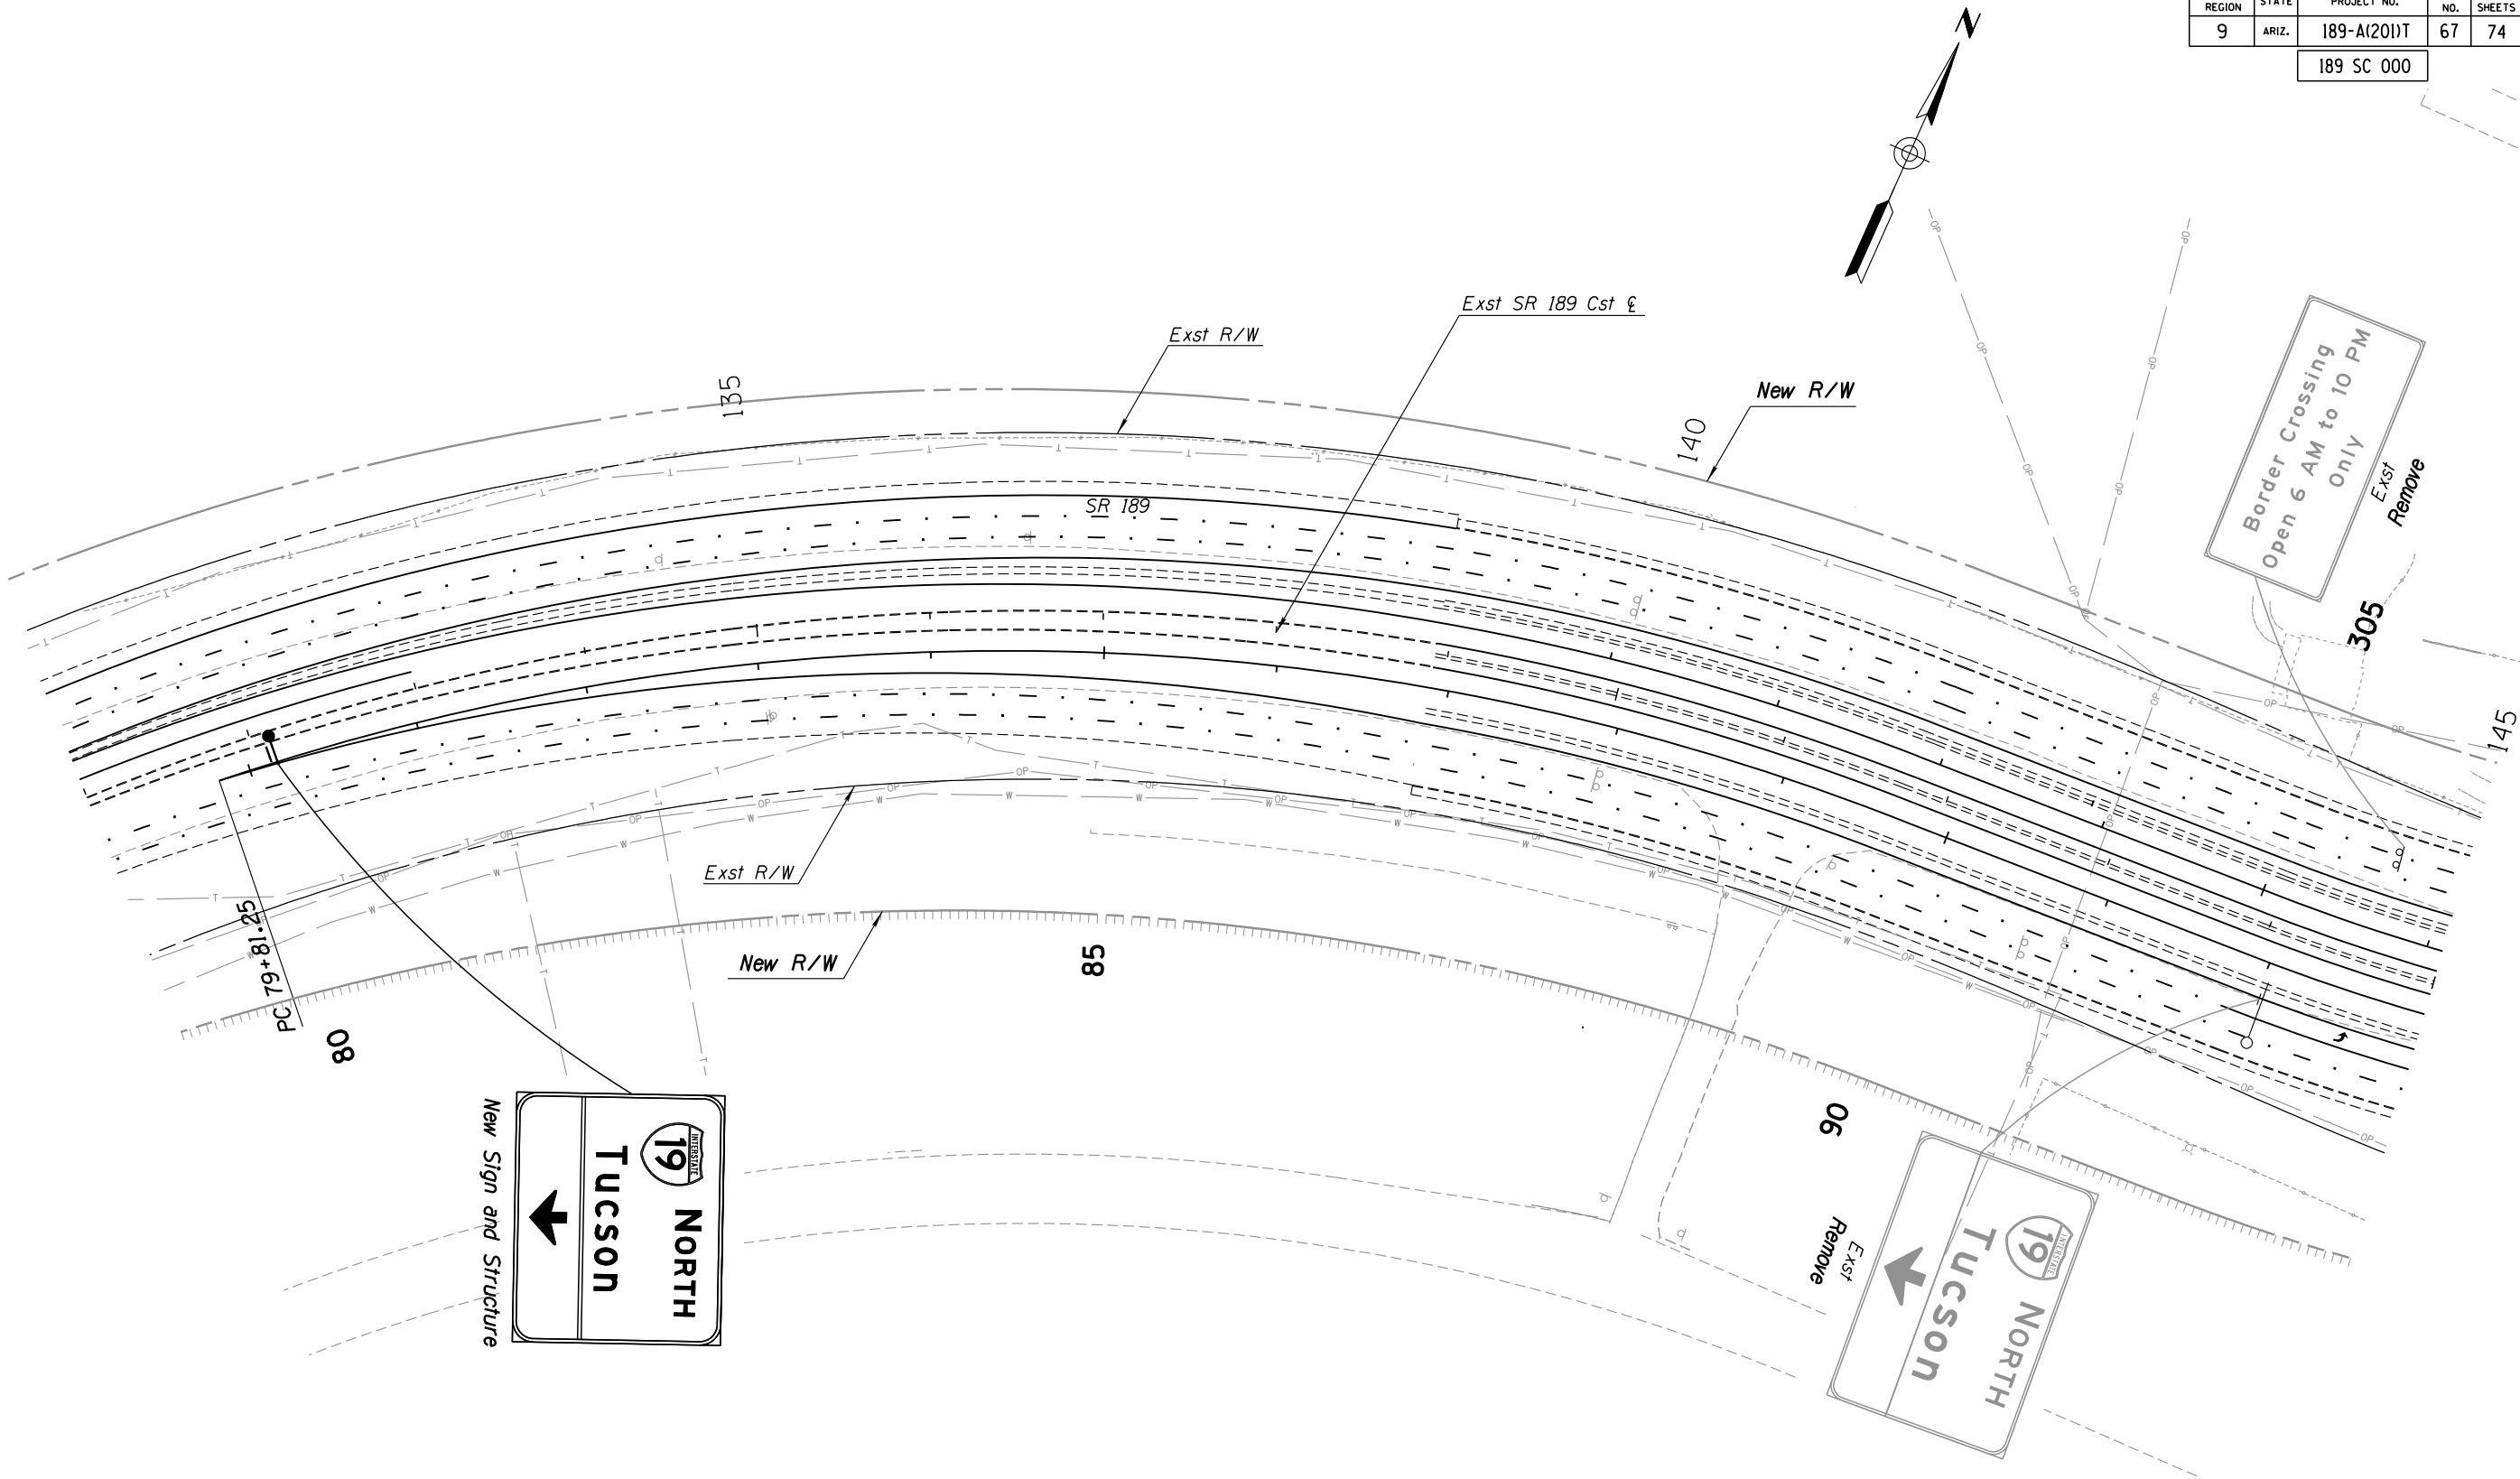 REGION STATE PROJECT NO. NO. SHEETS
9 ARIZ. 189-A(201)T 67 74
189 SC 000
N
Exst SR 189 Cst ℄
Exst R/W
New R/W
135
140
145
SR 189
Border Crossing
Open 6 AM to 10 PM
Only
Exst
Remove
305
Exst R/W
New R/W
PC 79+81.25
80
85
90
INTERSTATE
19 NORTH
Tucson
New Sign and Structure
INTERSTATE
19 NORTH
Tucson
Exst
Remove